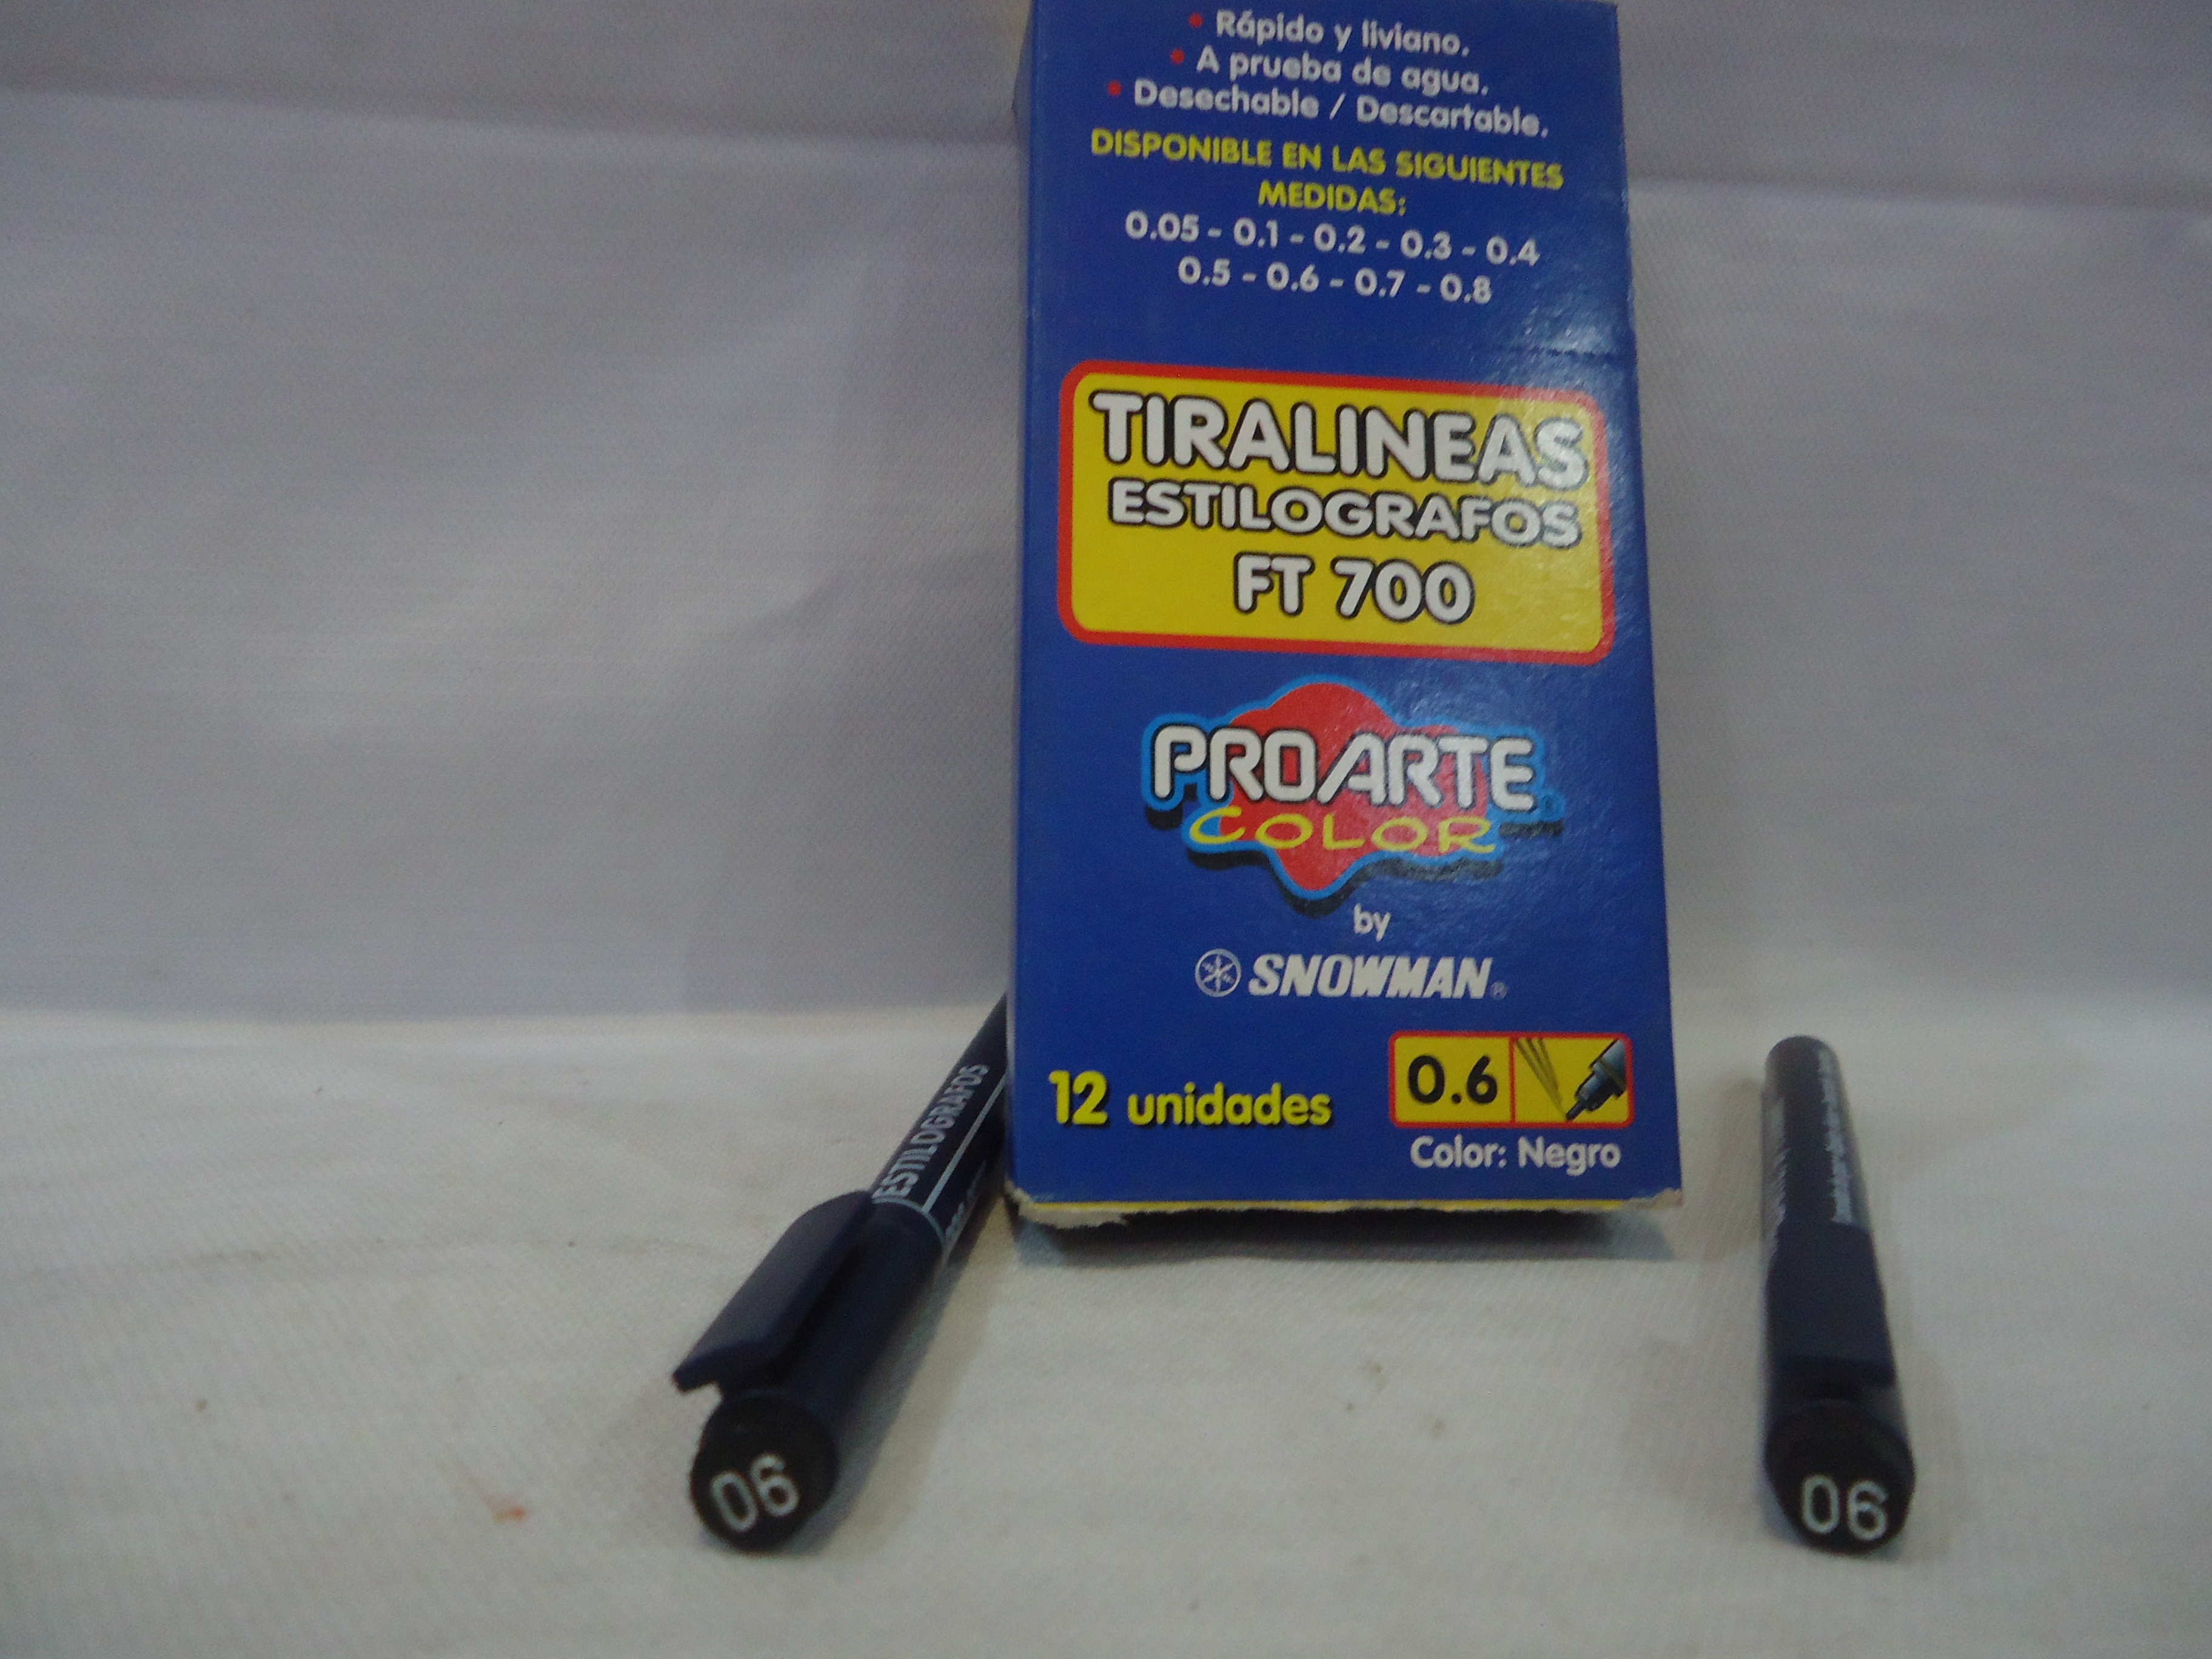 • Rápido y liviano.
• A prueba de agua.
• Desechable / Descartable.
DISPONIBLE EN LAS SIGUIENTES
MEDIDAS:
0.05 - 0.1 - 0.2 - 0.3 - 0.4
0.5 - 0.6 - 0.7 - 0.8
TIRALINEAS
ESTILOGRAFOS
FT 700
PROARTE
COLOR
by
SNOWMAN®
12 unidades
0.6
Color: Negro
ESTILOGRAFOS
06
06